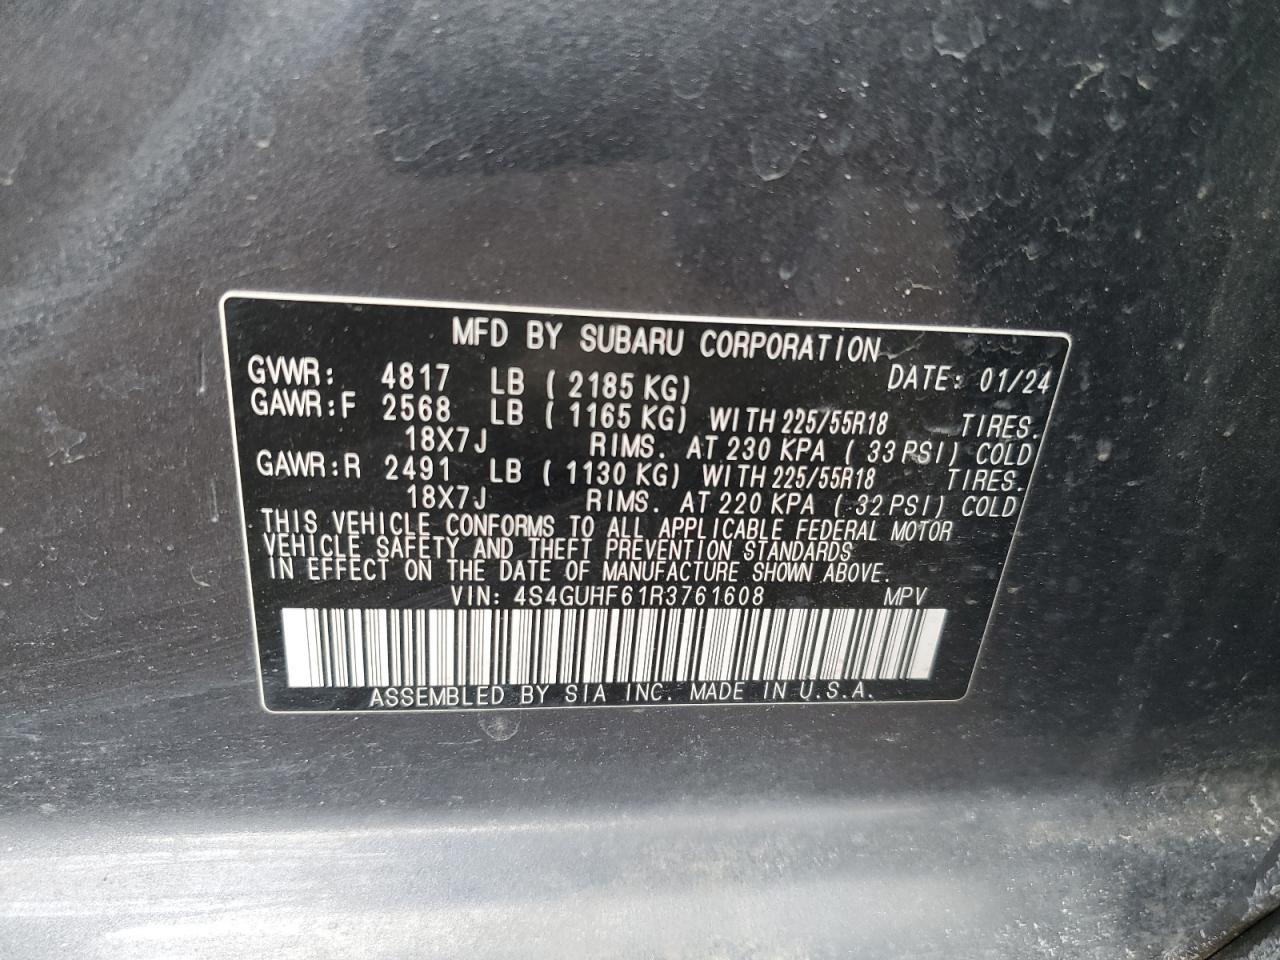 MFD BY SUBARU CORPORATION
GVWR: 4817 LB ( 2185 KG) DATE: 01/24
GAWR:F 2568 LB ( 1165 KG) WITH 225/55R18 TIRES.
18X7J RIMS. AT 230 KPA ( 33 PSI) COLD
GAWR:R 2491 LB ( 1130 KG) WITH 225/55R18 TIRES.
18X7J RIMS. AT 220 KPA ( 32 PSI) COLD
THIS VEHICLE CONFORMS TO ALL APPLICABLE FEDERAL MOTOR
VEHICLE SAFETY AND THEFT PREVENTION STANDARDS
IN EFFECT ON THE DATE OF MANUFACTURE SHOWN ABOVE.
VIN: 4S4GUHF61R3761608 MPV
ASSEMBLED BY SIA INC. MADE IN U.S.A.